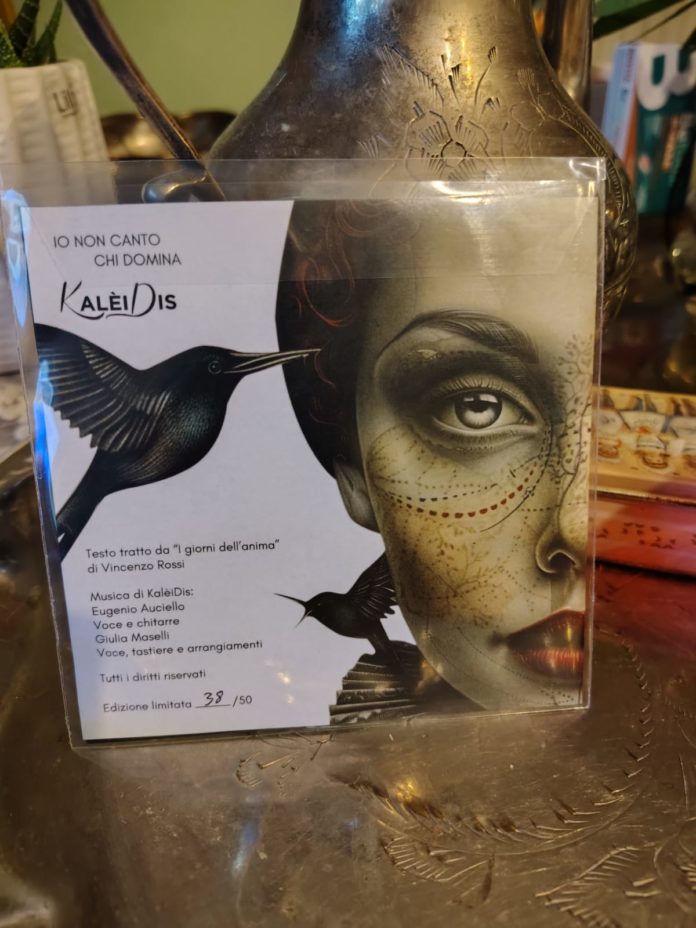 IO NON CANTO
CHI DOMINA
KALÈIDIS
Testo tratto da "I giorni dell'anima"
di Vincenzo Rossi
Musica di KalèiDis:
Eugenio Auciello
Voce e chitarre
Giulia Maselli
Voce, tastiere e arrangiamenti
Tutti i diritti riservati
Edizione limitata 38/50